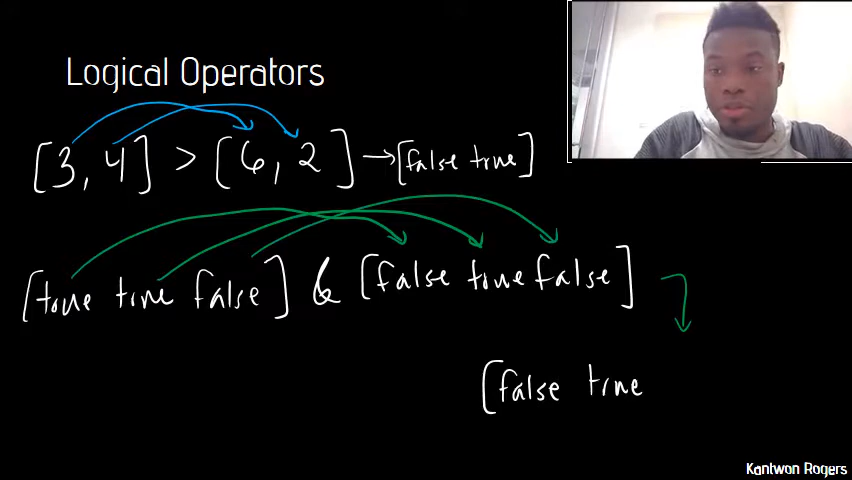 Logical Operators
[3, 4] > [6, 2] → [false true]
[true true false] & [false true false]
[false true
Kantwon Rogers